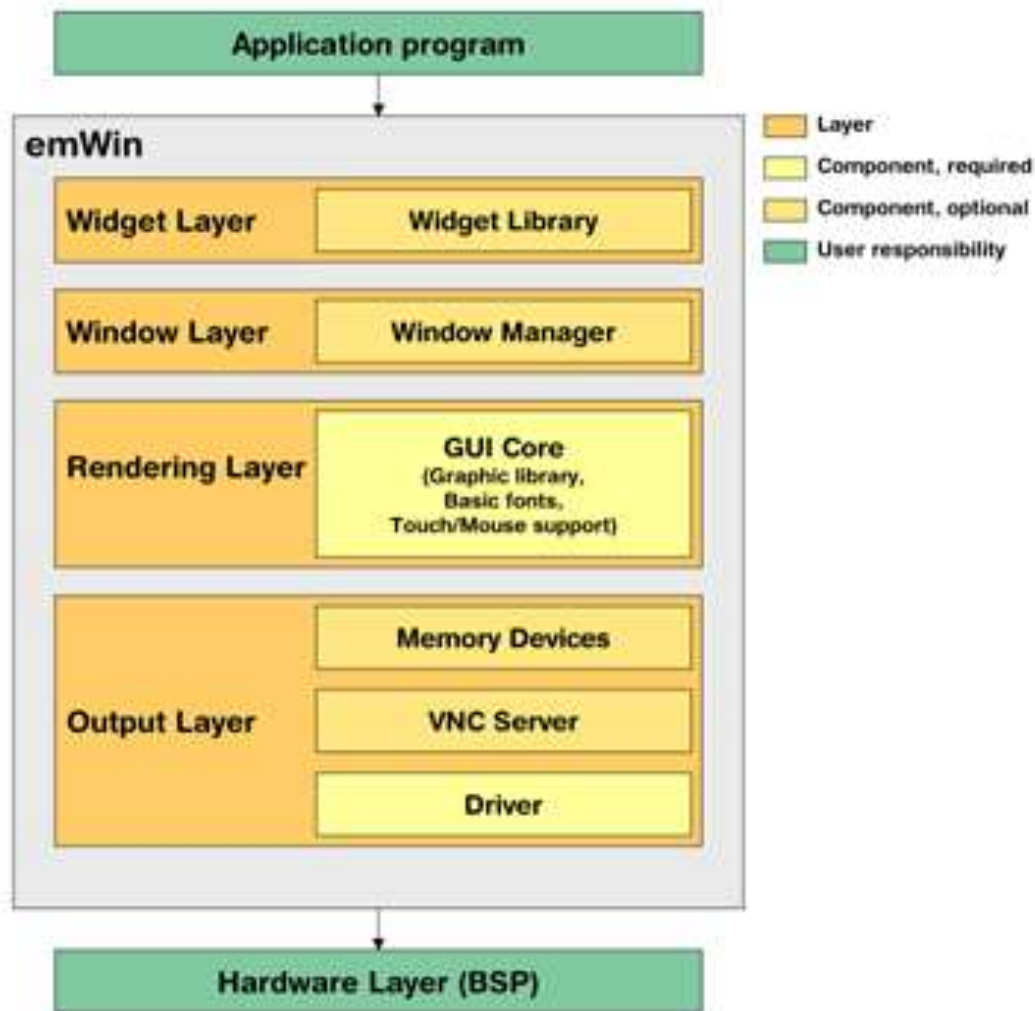 Application program
emWin
Layer
Component, required
Component, optional
User responsibility
Widget Layer
Widget Library
Window Layer
Window Manager
Rendering Layer
GUI Core
(Graphic library,
Basic fonts,
Touch/Mouse support)
Output Layer
Memory Devices
VNC Server
Driver
Hardware Layer (BSP)